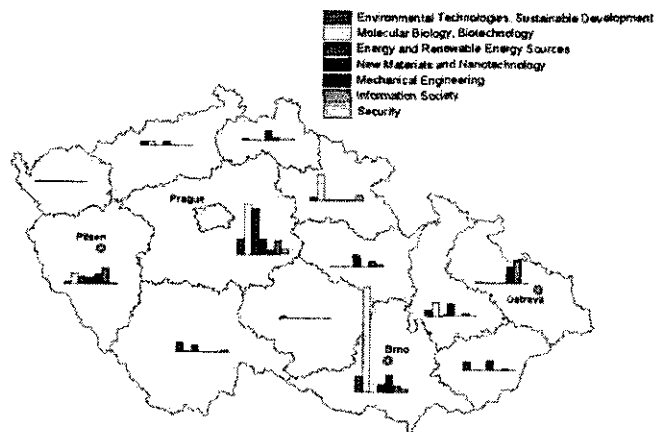 Environmental Technologies, Sustainable Development
Molecular Biology, Biotechnology
Energy and Renewable Energy Sources
New Materials and Nanotechnology
Mechanical Engineering
Information Society
Security
Prague
Pilsen
Ostrava
Brno